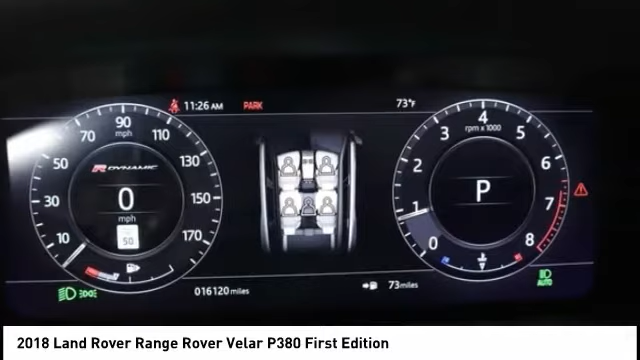 11:26 AM PARK 73°F
90
mph
70 110
50 130
30 150
10 170
R DYNAMIC
0
mph
50
4
rpm x 1000
3 5
2 6
1 7
0 8
P
016120 miles
73 miles
AUTO
2018 Land Rover Range Rover Velar P380 First Edition